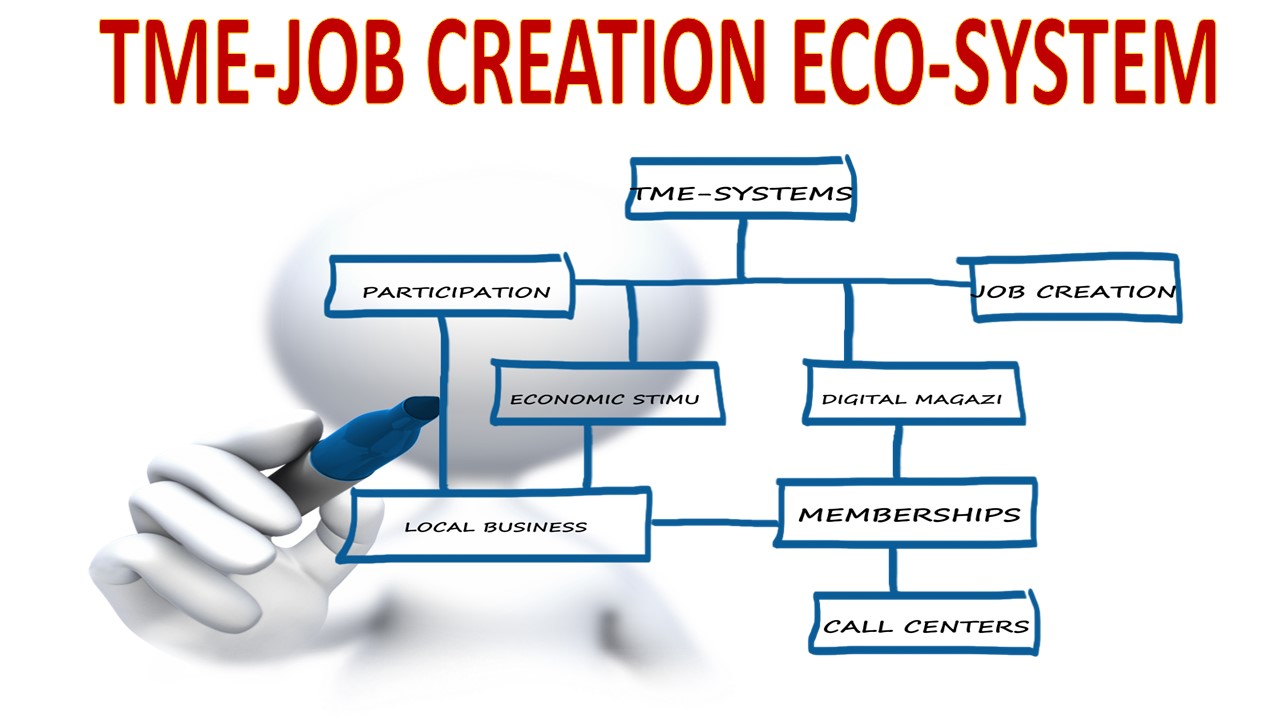 TME-JOB CREATION ECO-SYSTEM
TME-SYSTEMS
PARTICIPATION
JOB CREATION
ECONOMIC STIMU
DIGITAL MAGAZI
LOCAL BUSINESS
MEMBERSHIPS
CALL CENTERS